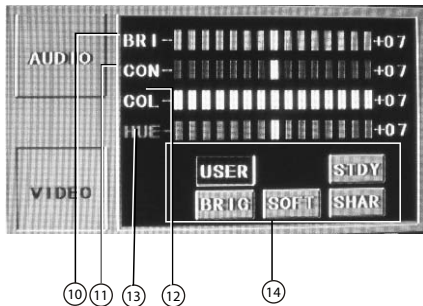 AUDIO
VIDEO
BRI - +07
CON - +07
COL - +07
HUE - +07
USER STDY
BRIG SOFT SHAR
10 11 13 12 14